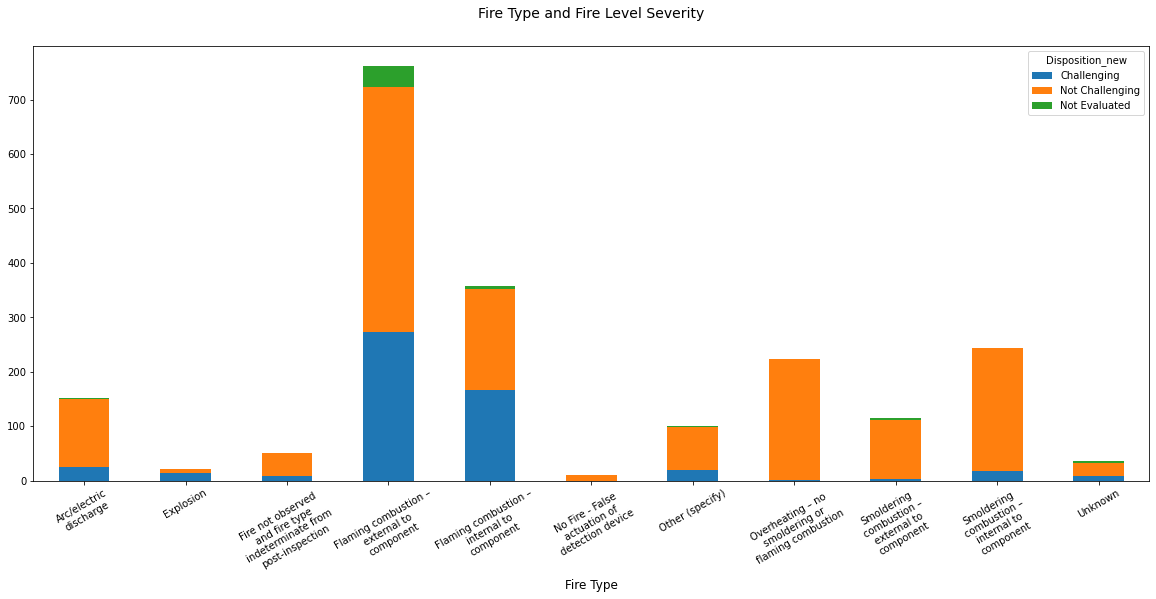 Fire Type and Fire Level Severity
Disposition_new
Challenging
Not Challenging
Not Evaluated
700
600
500
400
300
200
100
0
Arc/electric
discharge
Explosion
Fire not observed
and fire type
indeterminate from
post-inspection
Flaming combustion –
external to
component
Flaming combustion –
internal to
component
No Fire - False
actuation of
detection device
Other (specify)
Overheating – no
smoldering or
flaming combustion
Smoldering
combustion –
external to
component
Smoldering
combustion –
internal to
component
Unknown
Fire Type